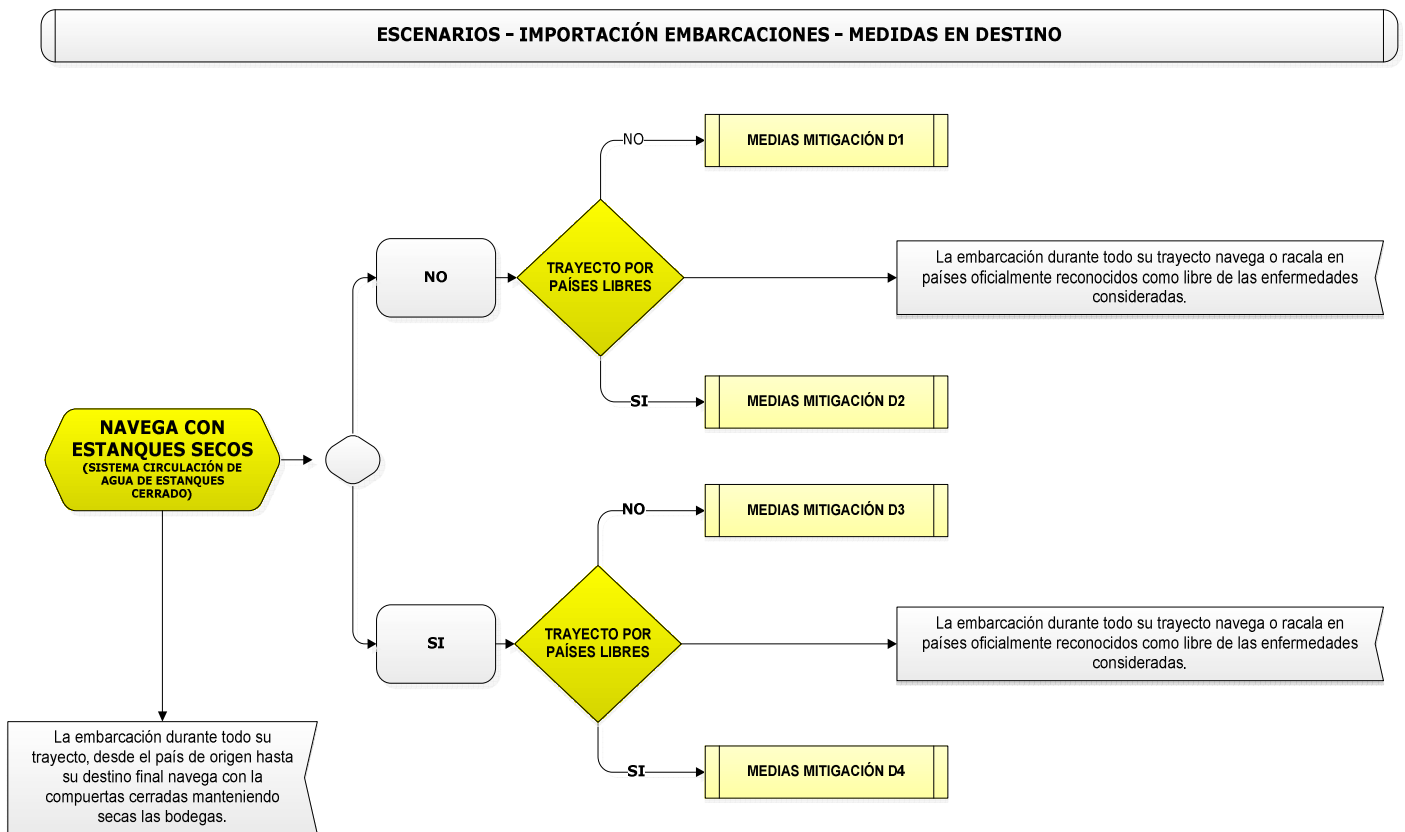 ESCENARIOS – IMPORTACIÓN EMBARCACIONES – MEDIDAS EN DESTINO
NO
MEDIAS MITIGACIÓN D1
NO
TRAYECTO POR
PAÍSES LIBRES
La embarcación durante todo su trayecto navega o racala en
países oficialmente reconocidos como libre de las enfermedades
consideradas.
SI
MEDIAS MITIGACIÓN D2
NAVEGA CON
ESTANQUES SECOS
(SISTEMA CIRCULACIÓN DE
AGUA DE ESTANQUES
CERRADO)
NO
MEDIAS MITIGACIÓN D3
SI
TRAYECTO POR
PAÍSES LIBRES
La embarcación durante todo su trayecto navega o racala en
países oficialmente reconocidos como libre de las enfermedades
consideradas.
SI
MEDIAS MITIGACIÓN D4
La embarcación durante todo su
trayecto, desde el país de origen hasta
su destino final navega con la
compuertas cerradas manteniendo
secas las bodegas.